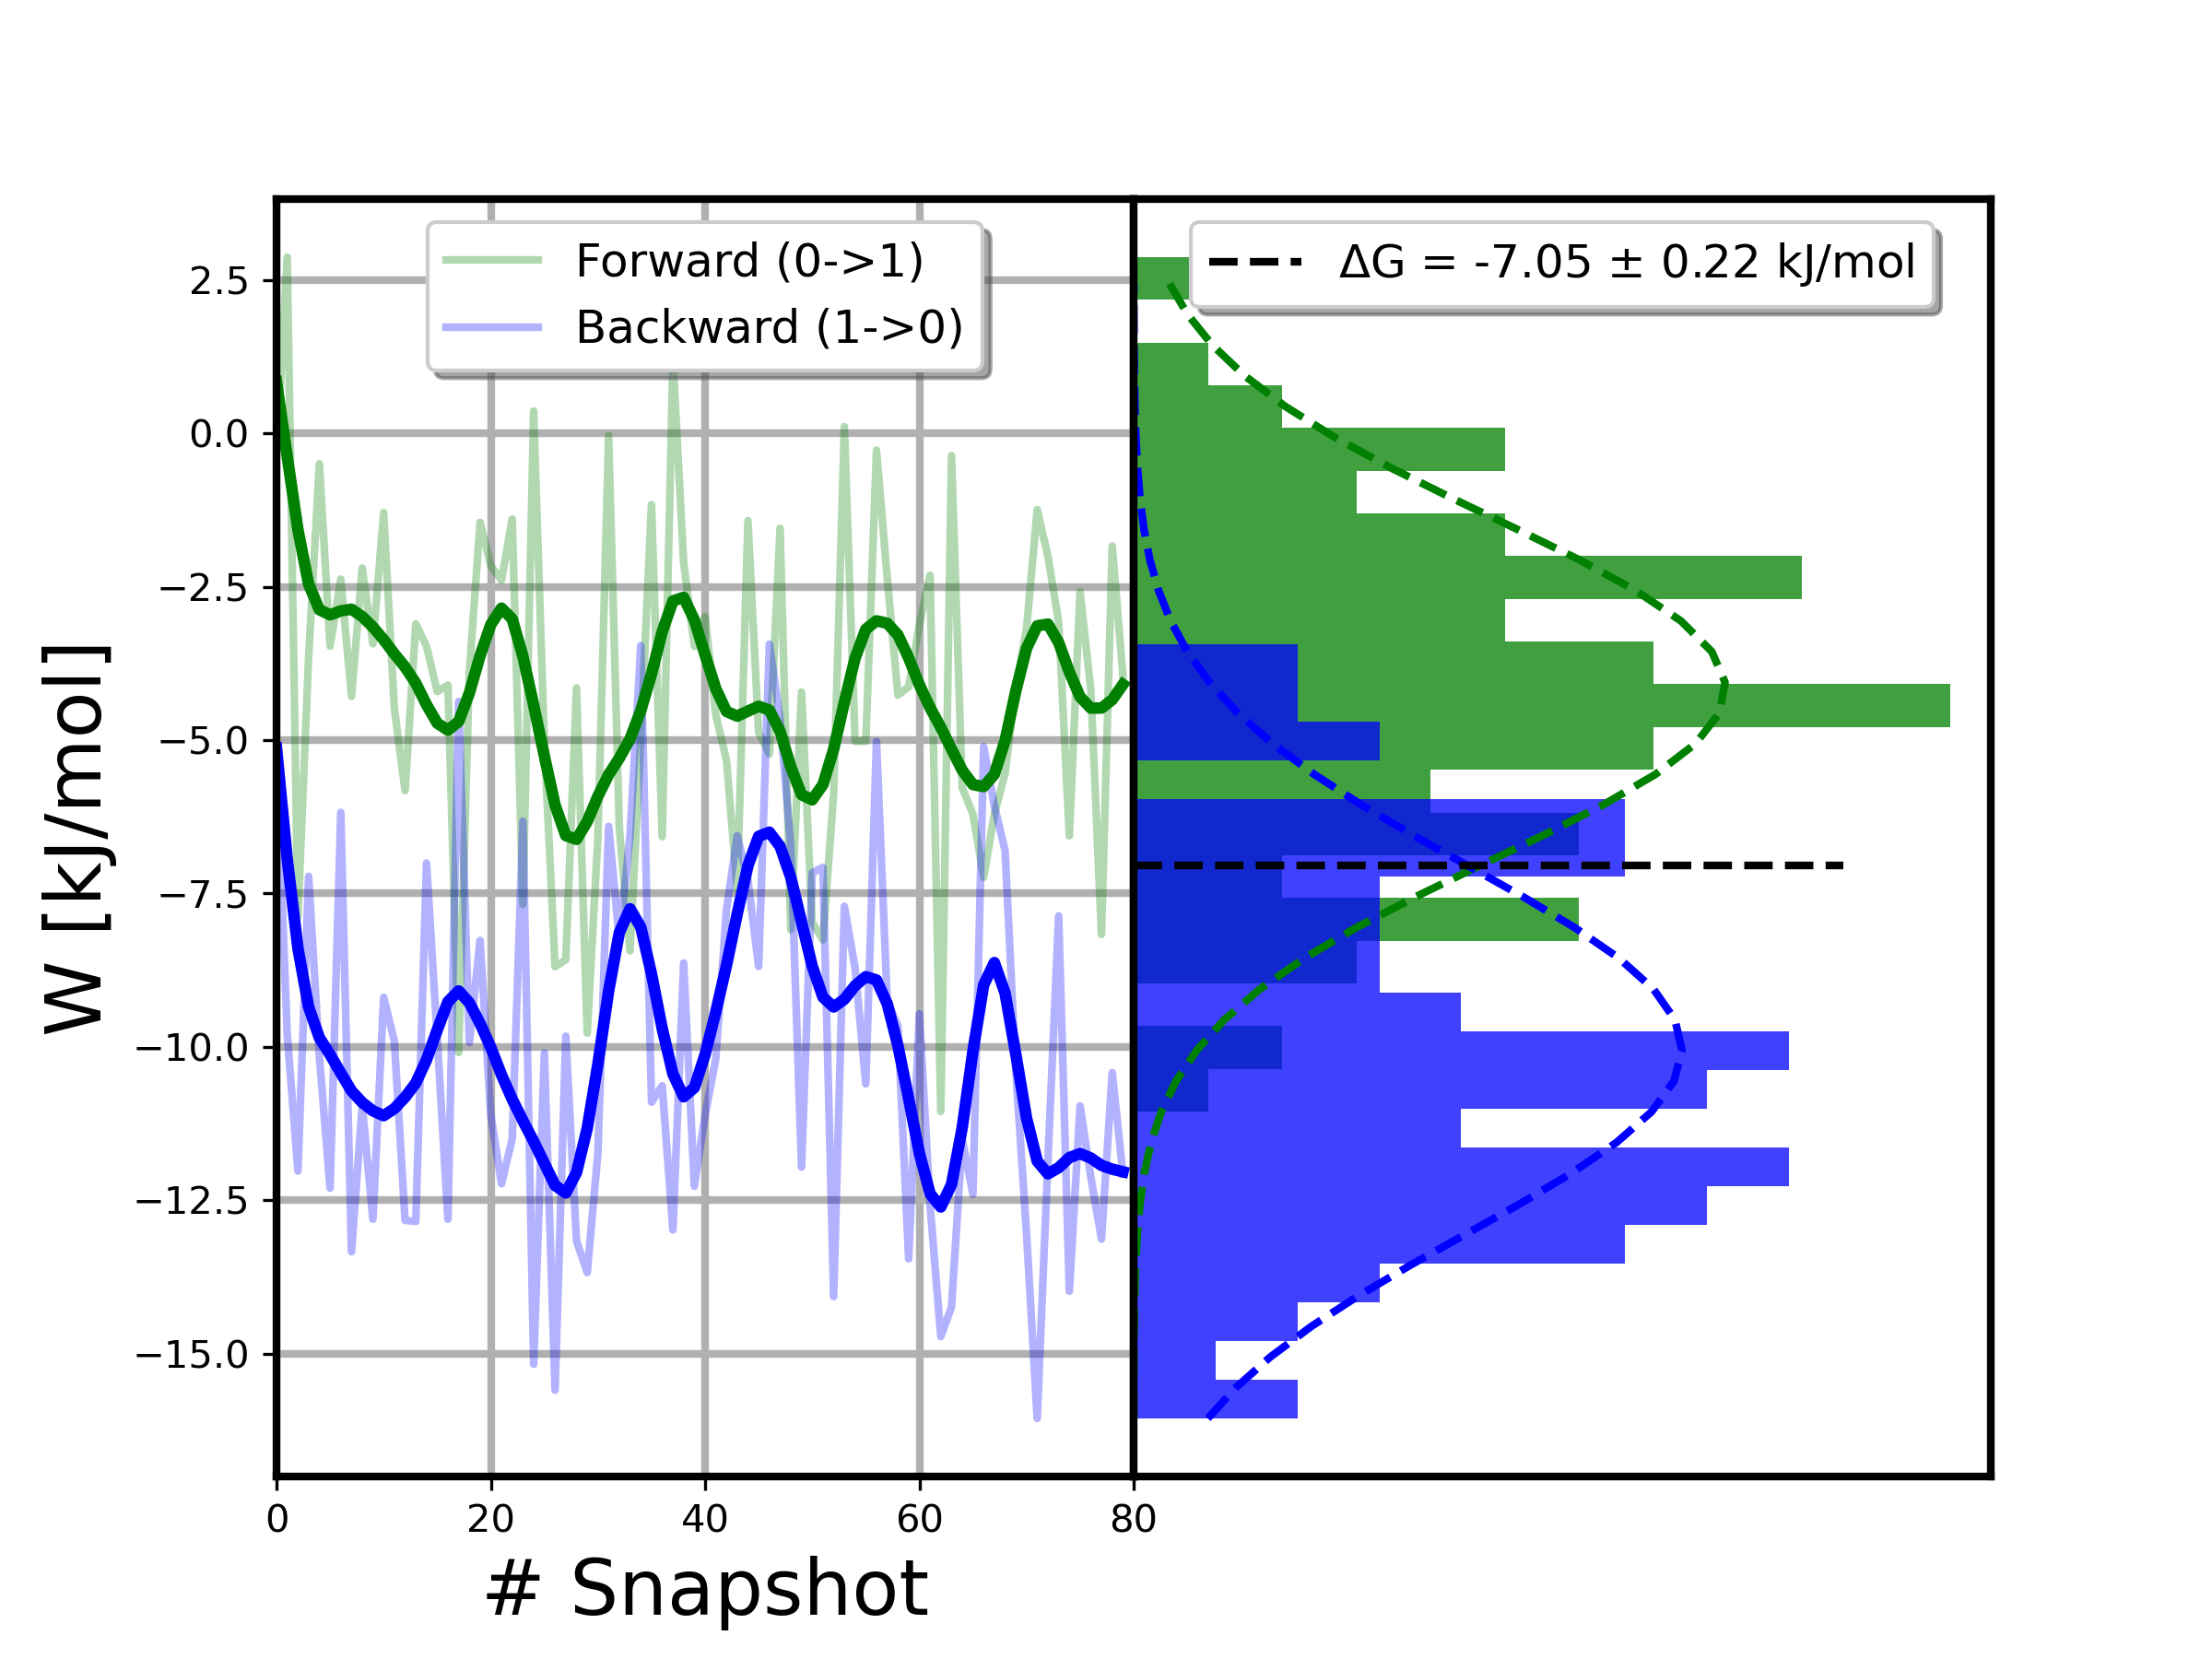 Forward (0->1)
Backward (1->0)
ΔG = -7.05 ± 0.22 kJ/mol
W [kJ/mol]
2.5
0.0
−2.5
−5.0
−7.5
−10.0
−12.5
−15.0
0 20 40 60 80
# Snapshot